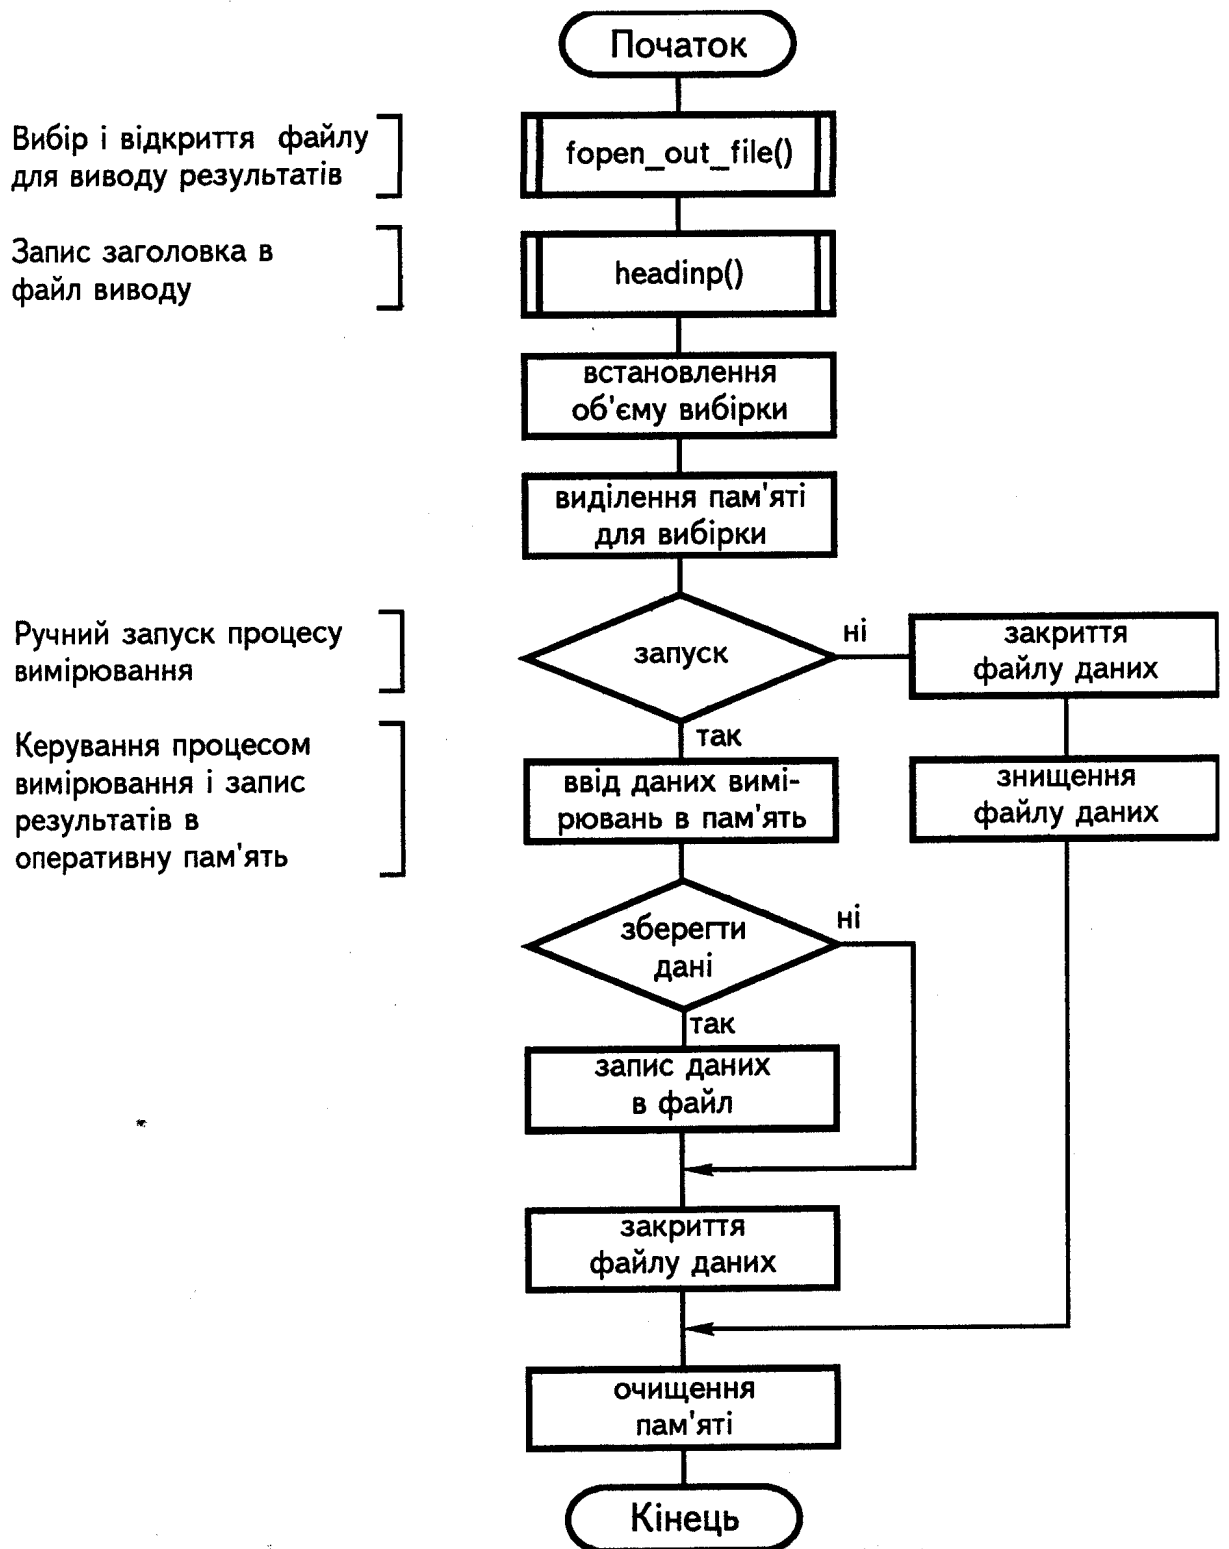 Початок
Вибір і відкриття файлу
для виводу результатів
fopen_out_file()
Запис заголовка в
файл виводу
headinp()
встановлення
об'єму вибірки
виділення пам'яті
для вибірки
Ручний запуск процесу
вимірювання
запуск
ні
закриття
файлу даних
так
Керування процесом
вимірювання і запис
результатів в
оперативну пам'ять
ввід даних вимі-
рювань в пам'ять
знищення
файлу даних
зберегти
дані
ні
так
запис даних
в файл
закриття
файлу даних
очищення
пам'яті
Кінець